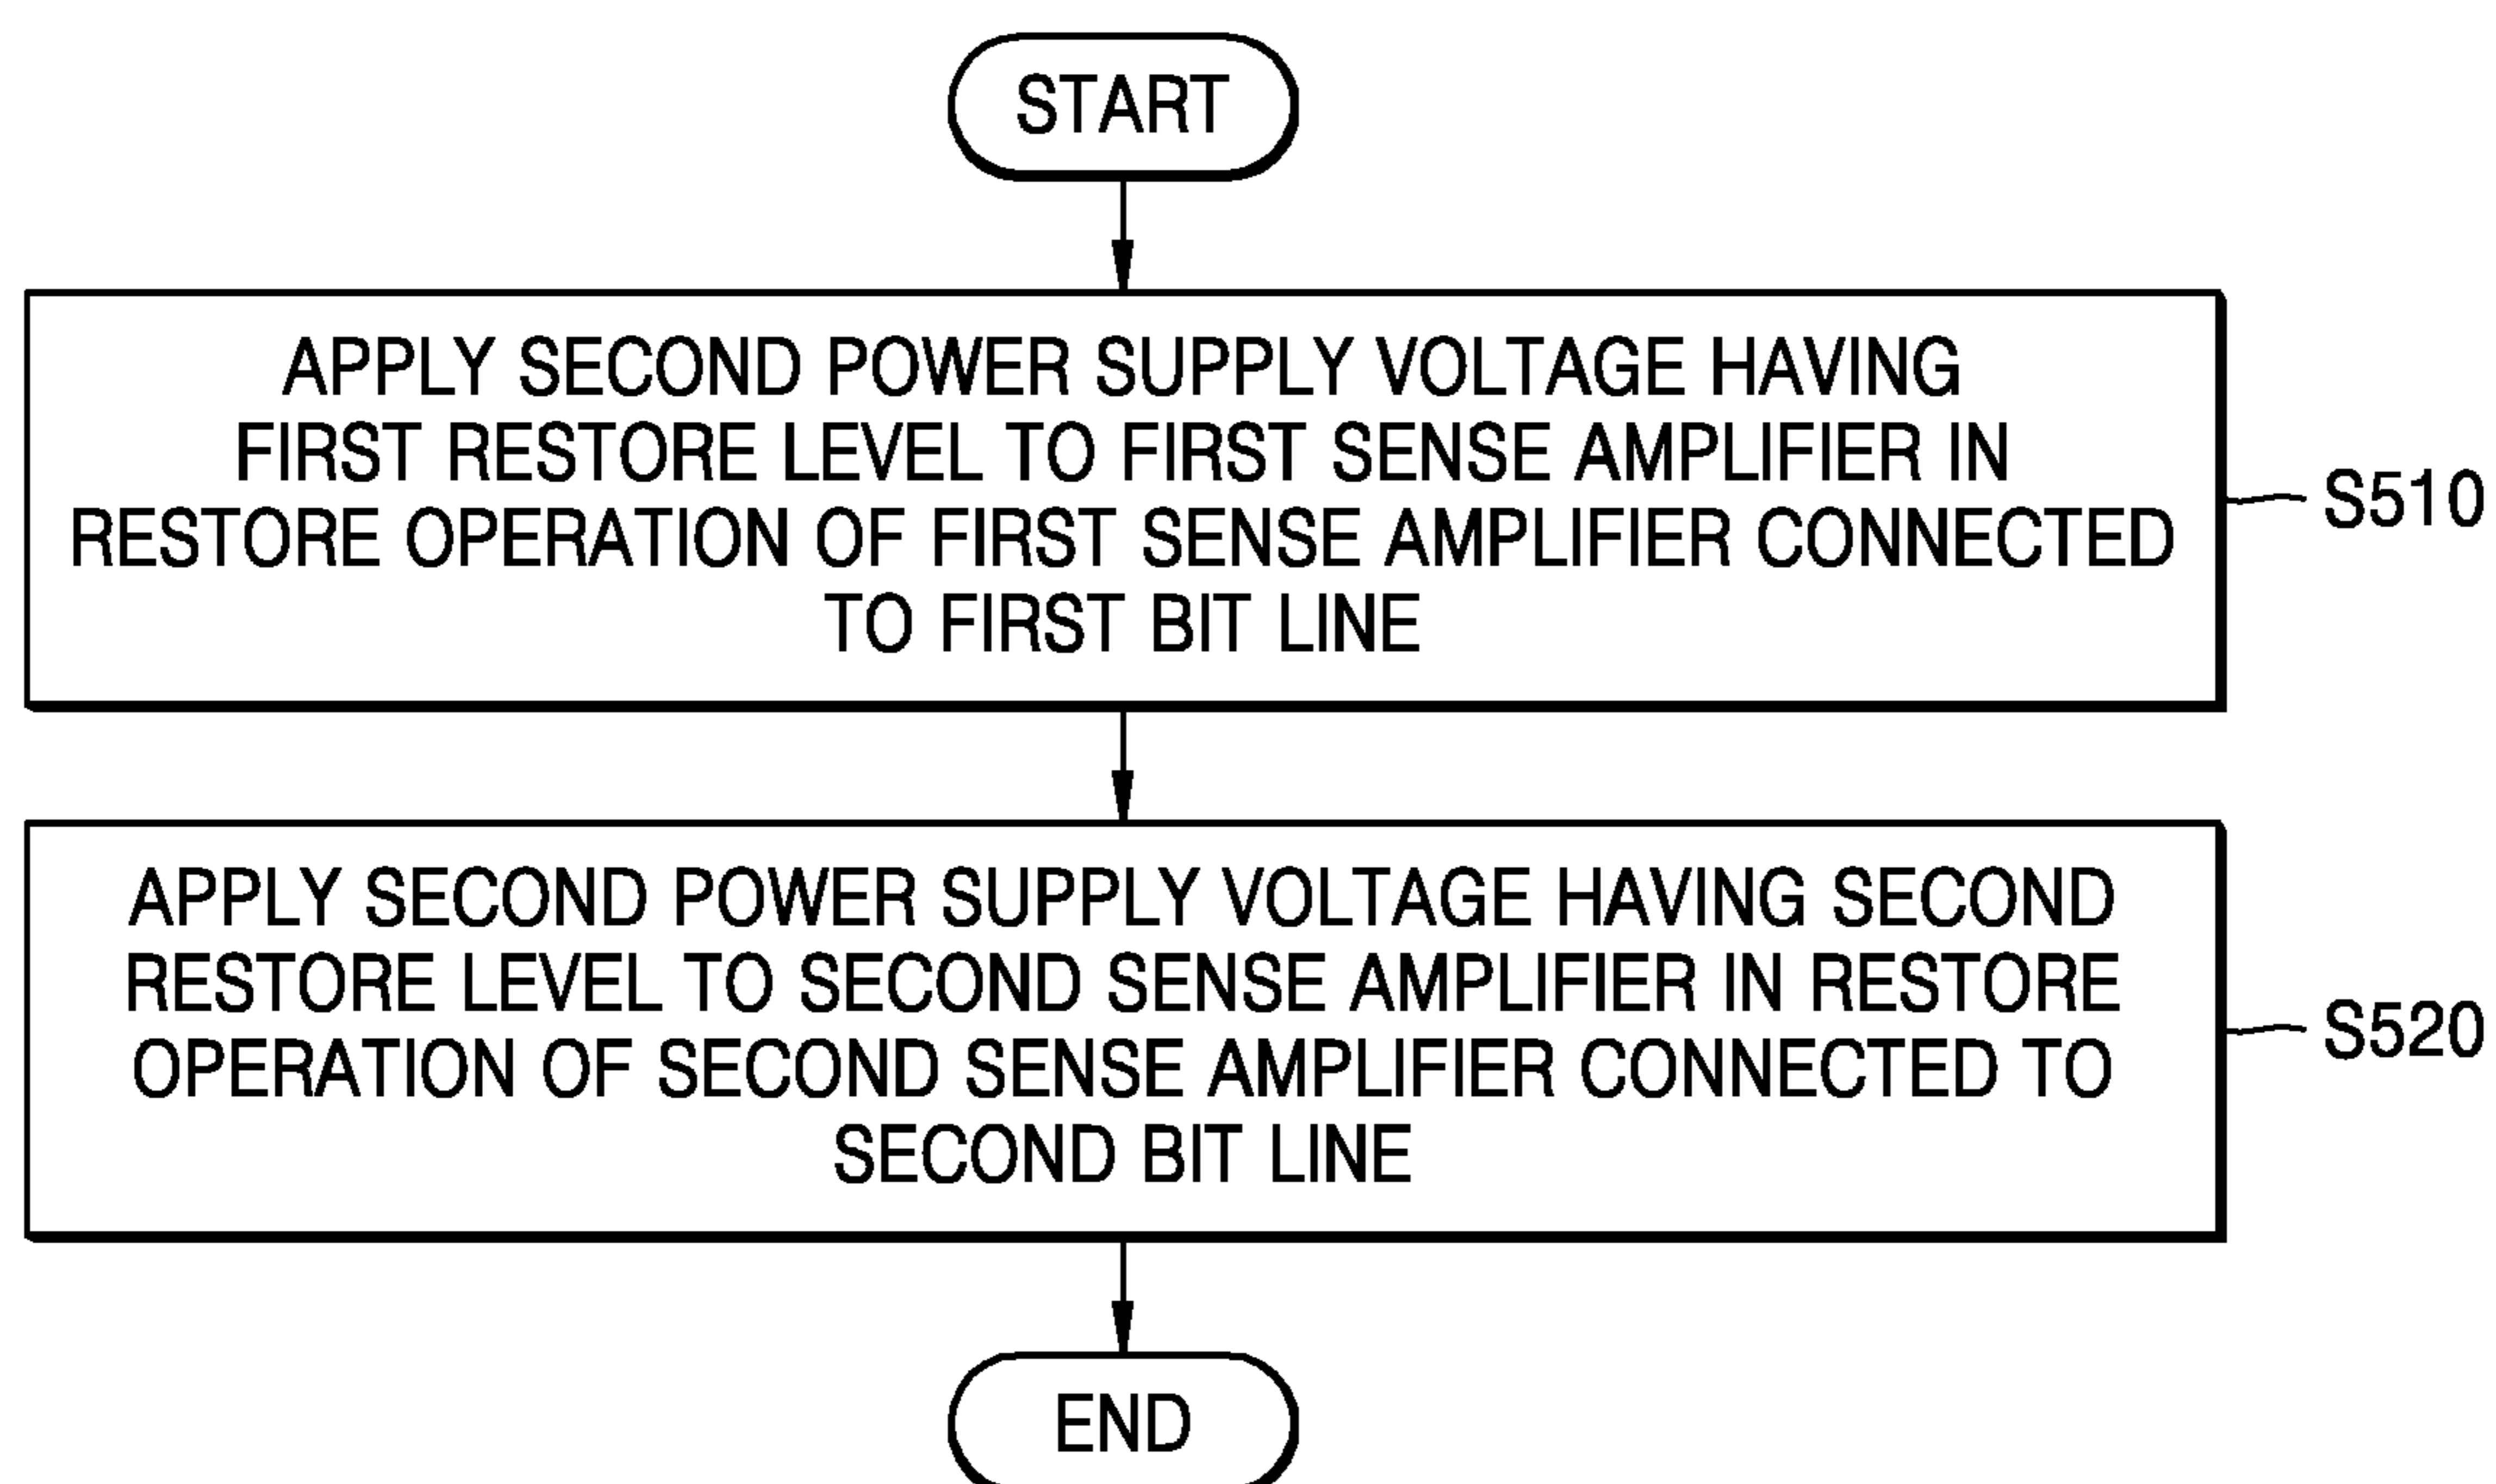 START
APPLY SECOND POWER SUPPLY VOLTAGE HAVING
FIRST RESTORE LEVEL TO FIRST SENSE AMPLIFIER IN
RESTORE OPERATION OF FIRST SENSE AMPLIFIER CONNECTED
TO FIRST BIT LINE
S510
APPLY SECOND POWER SUPPLY VOLTAGE HAVING SECOND
RESTORE LEVEL TO SECOND SENSE AMPLIFIER IN RESTORE
OPERATION OF SECOND SENSE AMPLIFIER CONNECTED TO
SECOND BIT LINE
S520
END